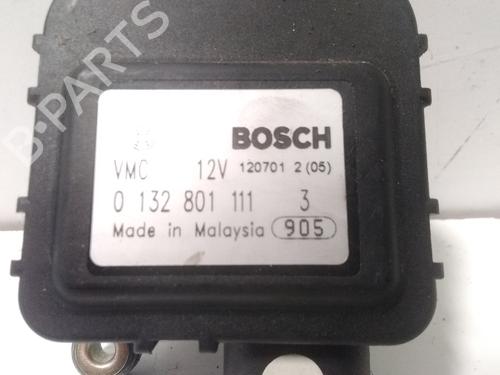 B-PARTS
BOSCH
VMC 12V 120701 2 (05)
0 132 801 111 3
Made in Malaysia 905